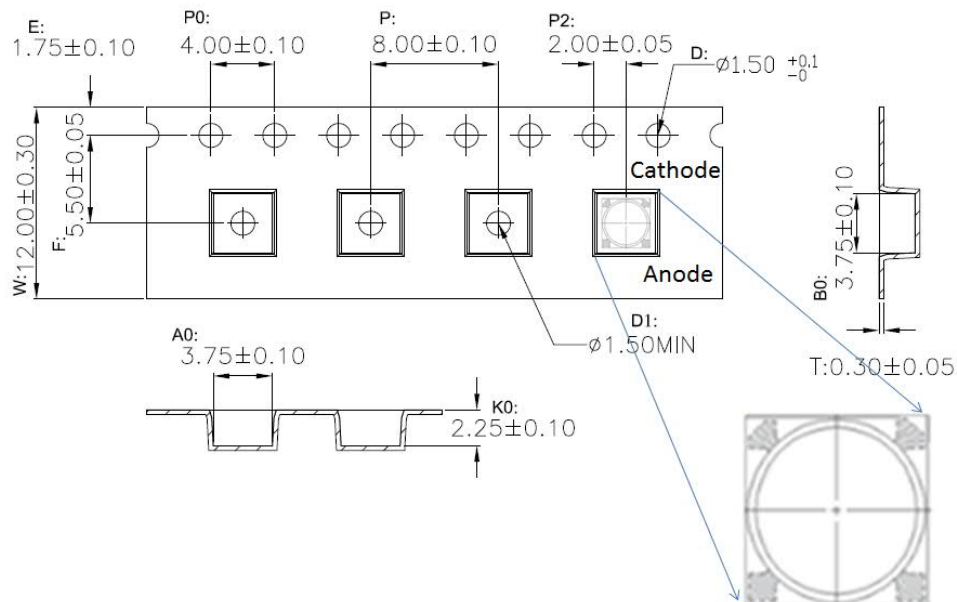 E:
1.75±0.10
P0:
4.00±0.10
P:
8.00±0.10
P2:
2.00±0.05
D: ⌀1.50 +0.1 -0
W:12.00±0.30
F: 5.50±0.05
Cathode
Anode
B0: 3.75±0.10
D1:
⌀1.50MIN
T:0.30±0.05
A0:
3.75±0.10
K0:
2.25±0.10